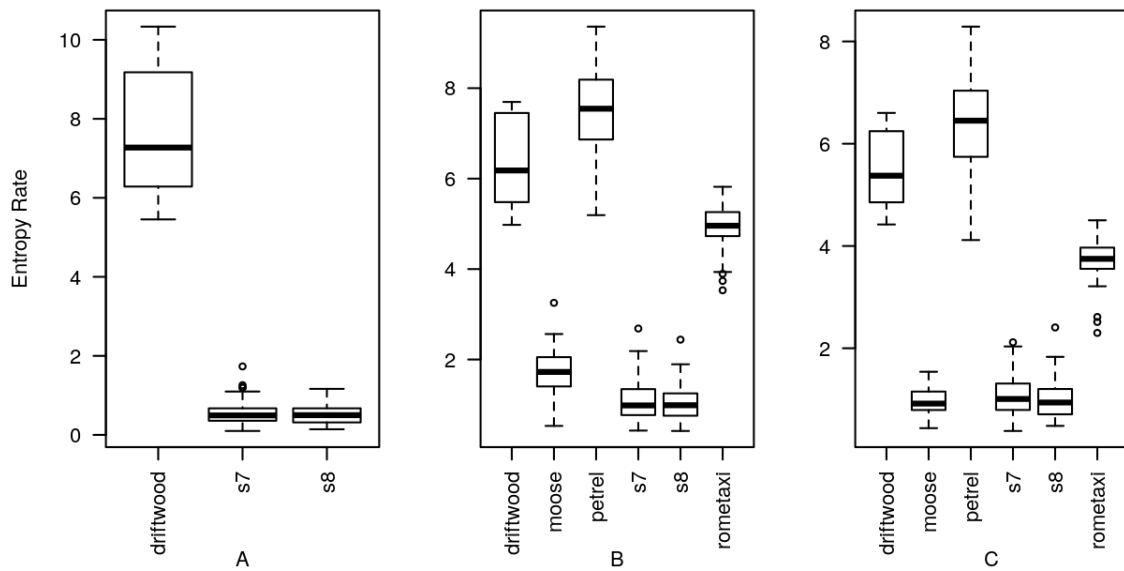 Entropy Rate
10
8
6
4
2
0
driftwood
s7
s8
A
8
6
4
2
driftwood
moose
petrel
s7
s8
rometaxi
B
8
6
4
2
driftwood
moose
petrel
s7
s8
rometaxi
C